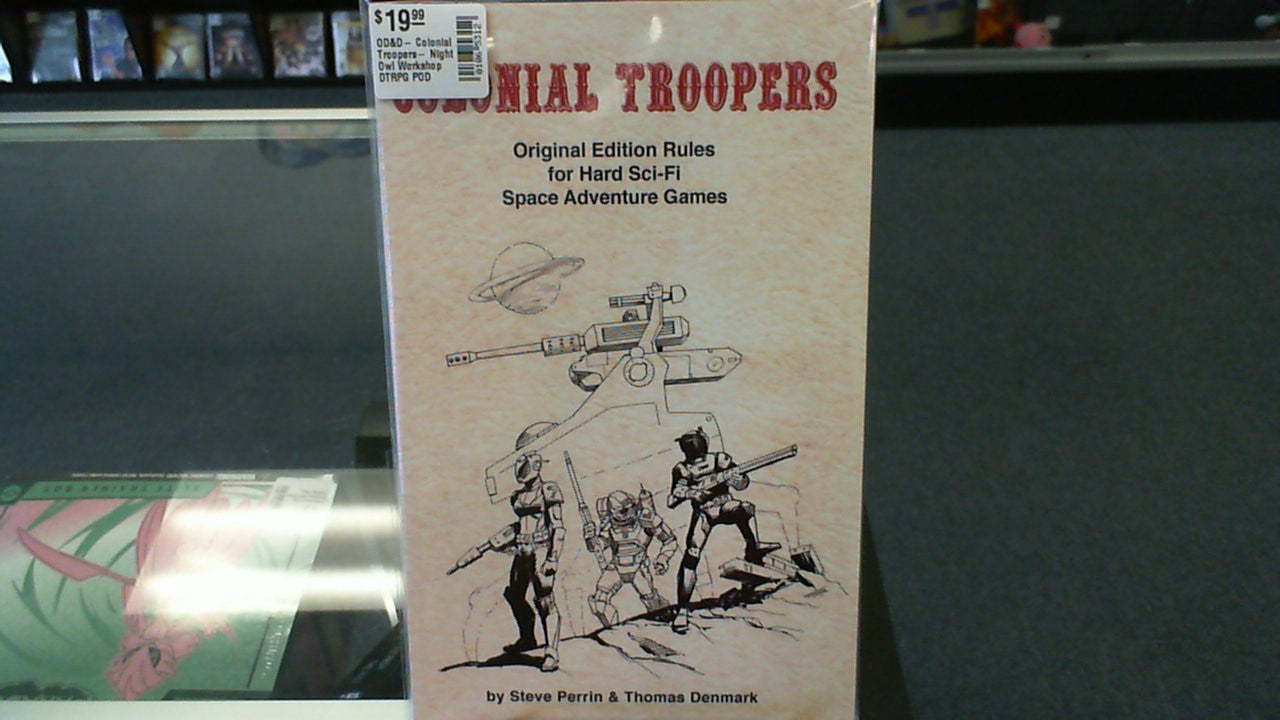 $19.99
OD&D- Colonial
Troopers- Night
Owl Workshop
DTRPG POD
COLONIAL TROOPERS
Original Edition Rules
for Hard Sci-Fi
Space Adventure Games
by Steve Perrin & Thomas Denmark